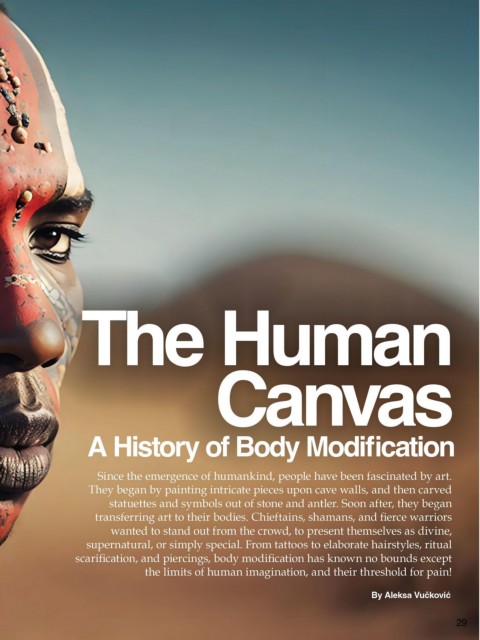 The Human
Canvas
A History of Body Modification
Since the emergence of humankind, people have been fascinated by art.
They began by painting intricate pieces upon cave walls, and then carved
statuettes and symbols out of stone and antler. Soon after, they began
transferring art to their bodies. Chieftains, shamans, and fierce warriors
wanted to stand out from the crowd, to present themselves as divine,
supernatural, or simply special. From tattoos to elaborate hairstyles, ritual
scarification, and piercings, body modification has known no bounds except
the limits of human imagination, and their threshold for pain!
By Aleksa Vučković
29